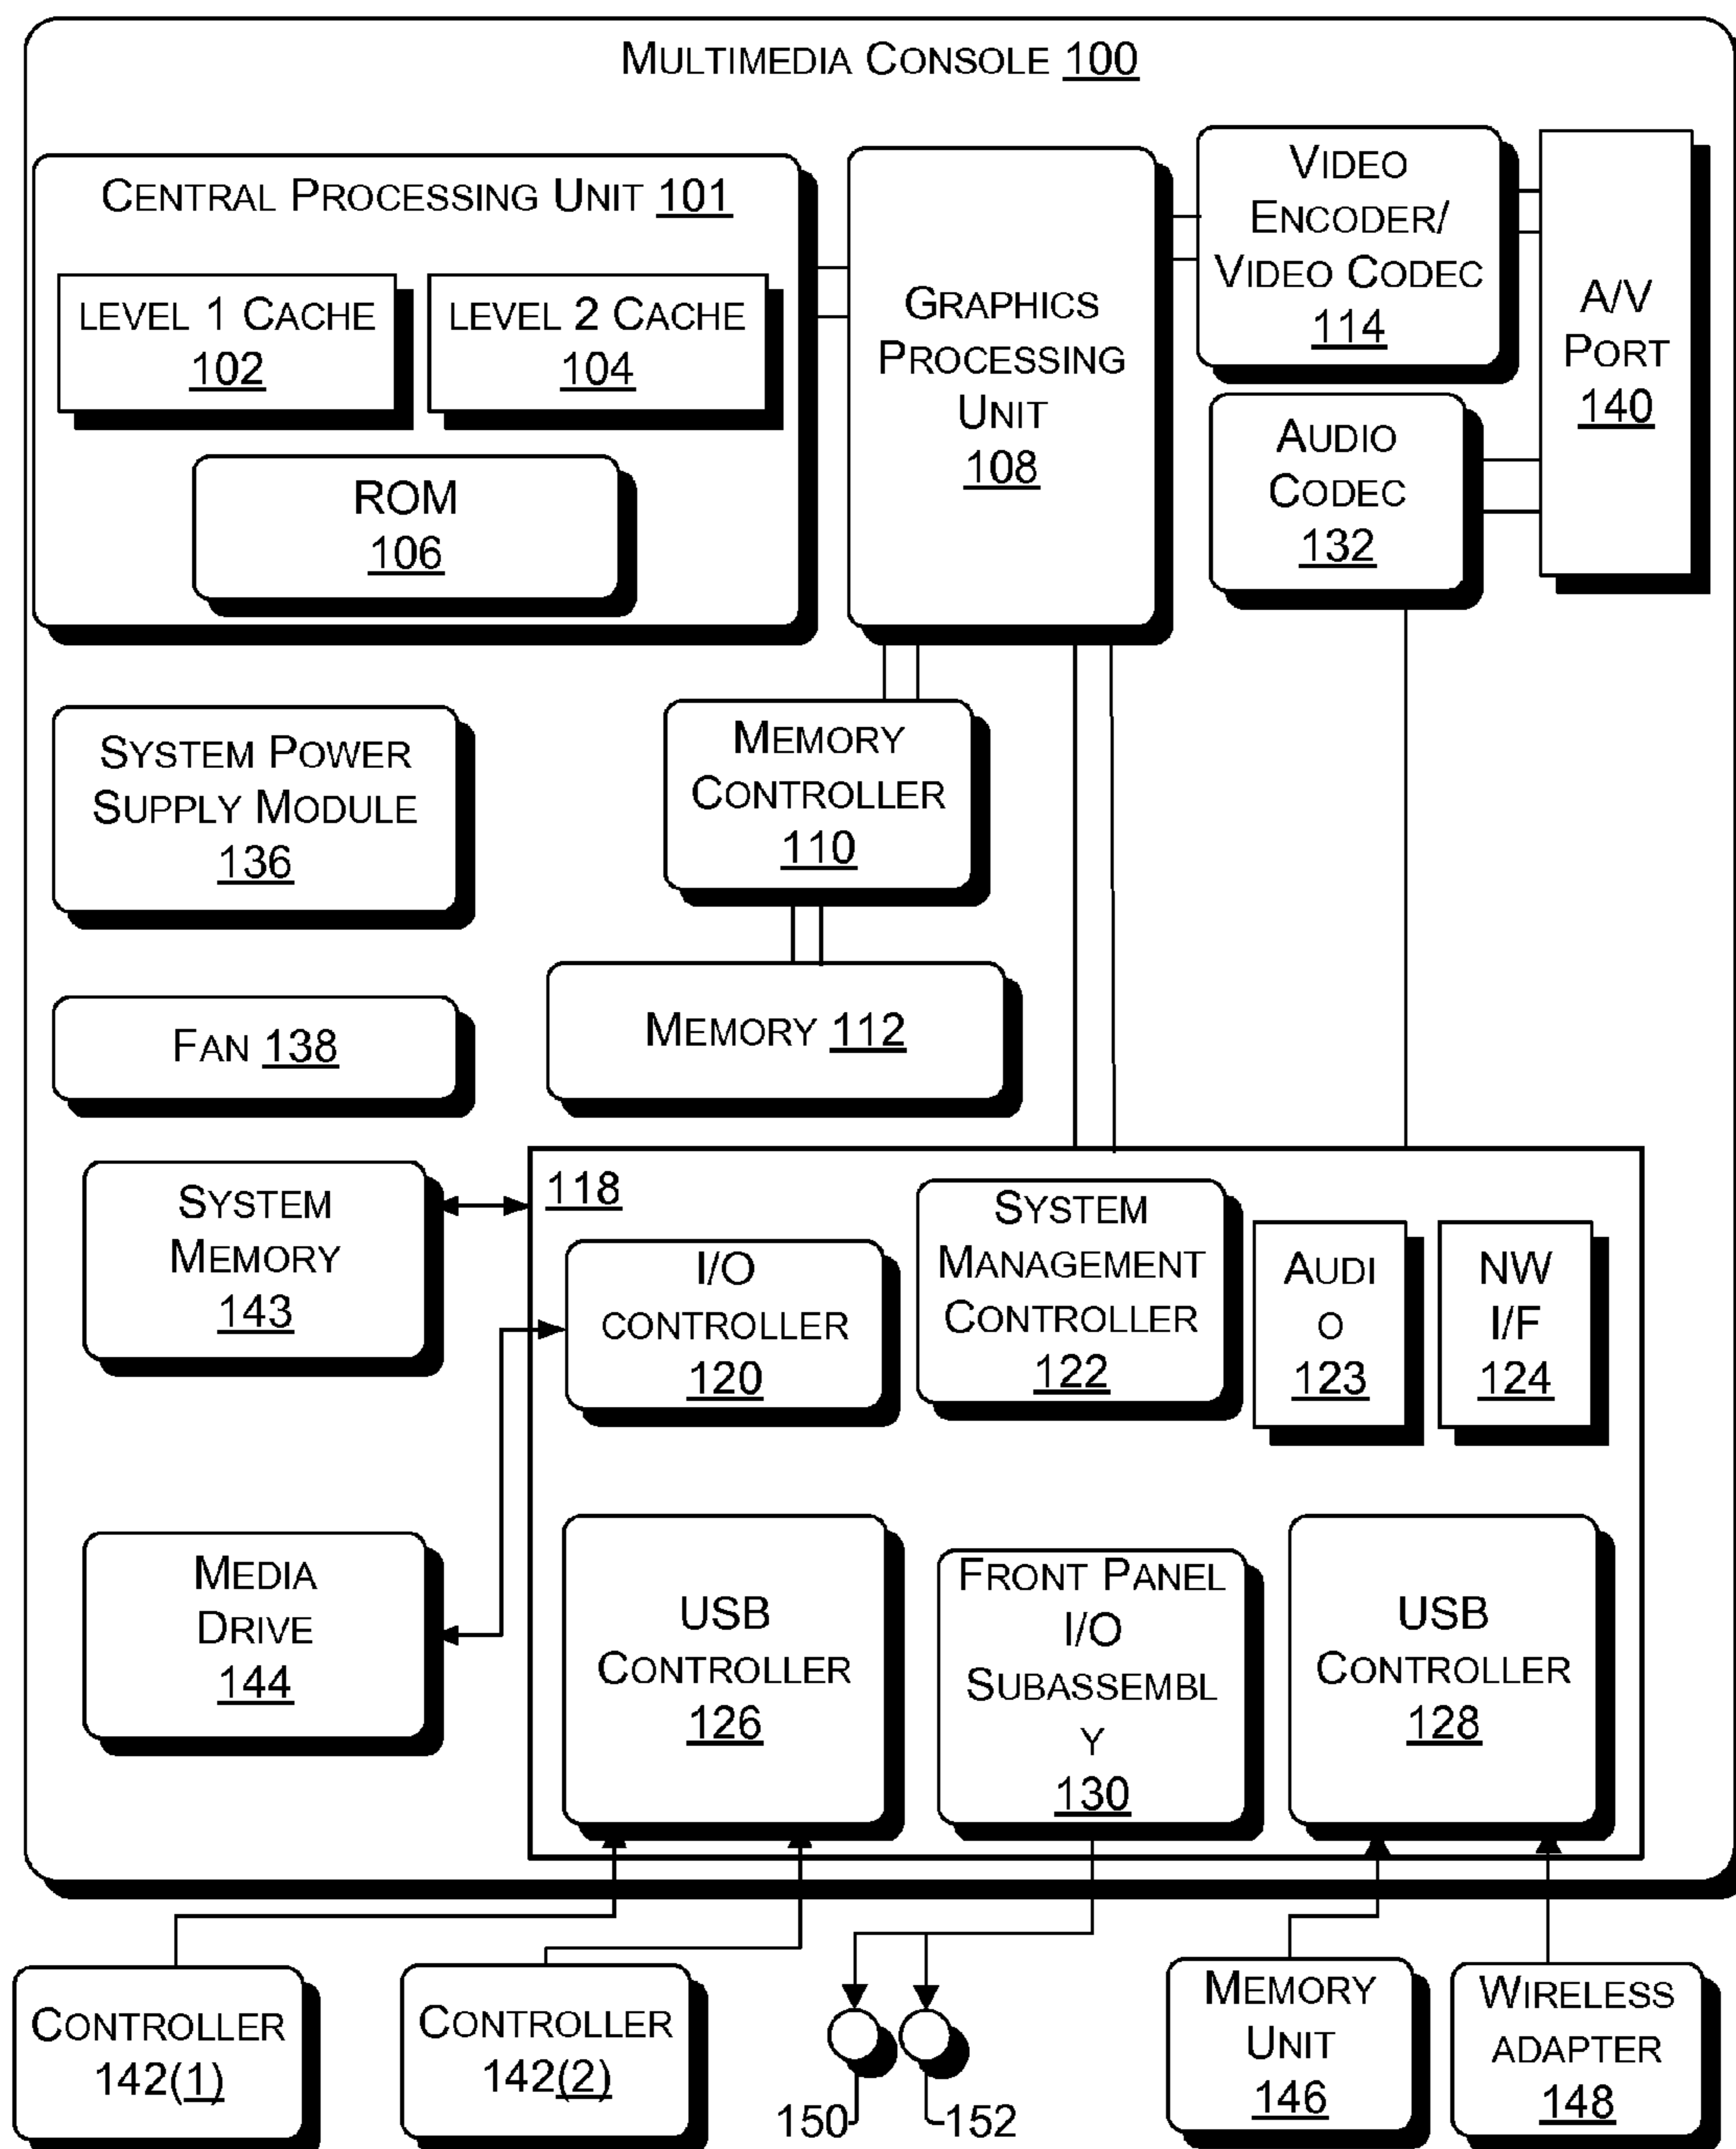 MULTIMEDIA CONSOLE 100
CENTRAL PROCESSING UNIT 101
LEVEL 1 CACHE
102
LEVEL 2 CACHE
104
ROM
106
GRAPHICS
PROCESSING
UNIT
108
VIDEO
ENCODER/
VIDEO CODEC
114
A/V
PORT
140
AUDIO
CODEC
132
SYSTEM POWER
SUPPLY MODULE
136
MEMORY
CONTROLLER
110
FAN 138
MEMORY 112
SYSTEM
MEMORY
143
118
I/O
CONTROLLER
120
SYSTEM
MANAGEMENT
CONTROLLER
122
AUDI
O
123
NW
I/F
124
MEDIA
DRIVE
144
USB
CONTROLLER
126
FRONT PANEL
I/O
SUBASSEMBL
Y
130
USB
CONTROLLER
128
CONTROLLER
142(1)
CONTROLLER
142(2)
150
152
MEMORY
UNIT
146
WIRELESS
ADAPTER
148